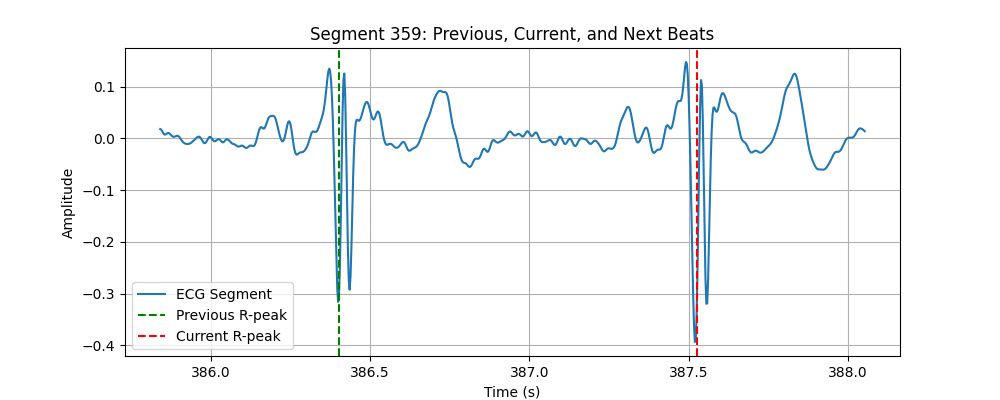 Segment 359: Previous, Current, and Next Beats
Amplitude
0.1
0.0
−0.1
−0.2
−0.3
−0.4
ECG Segment
Previous R-peak
Current R-peak
386.0 386.5 387.0 387.5 388.0
Time (s)